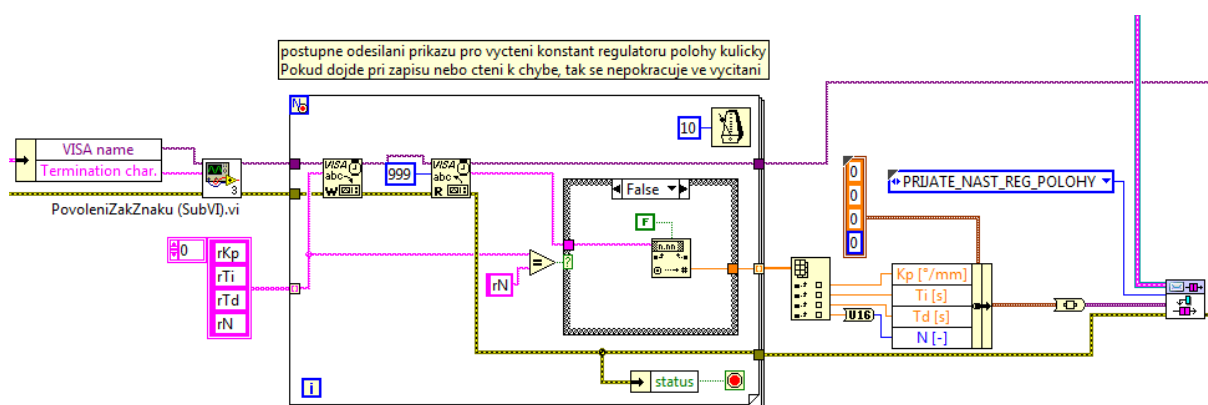 postupne odesilani prikazu pro vycteni konstant regulatoru polohy kulicky
Pokud dojde pri zapisu nebo cteni k chybe, tak se nepokracuje ve vycitani
N
10
VISA name
Termination char.
3
PovoleniZakZnaku (SubVI).vi
VISA
abc
W
999
VISA
abc
R
False
F
n.nn
#
?
=
rN
0
rKp
rTi
rTd
rN
i
status
0
0
0
0
PRIJATE_NAST_REG_POLOHY
Kp [°/mm]
Ti [s]
Td [s]
N [-]
U16